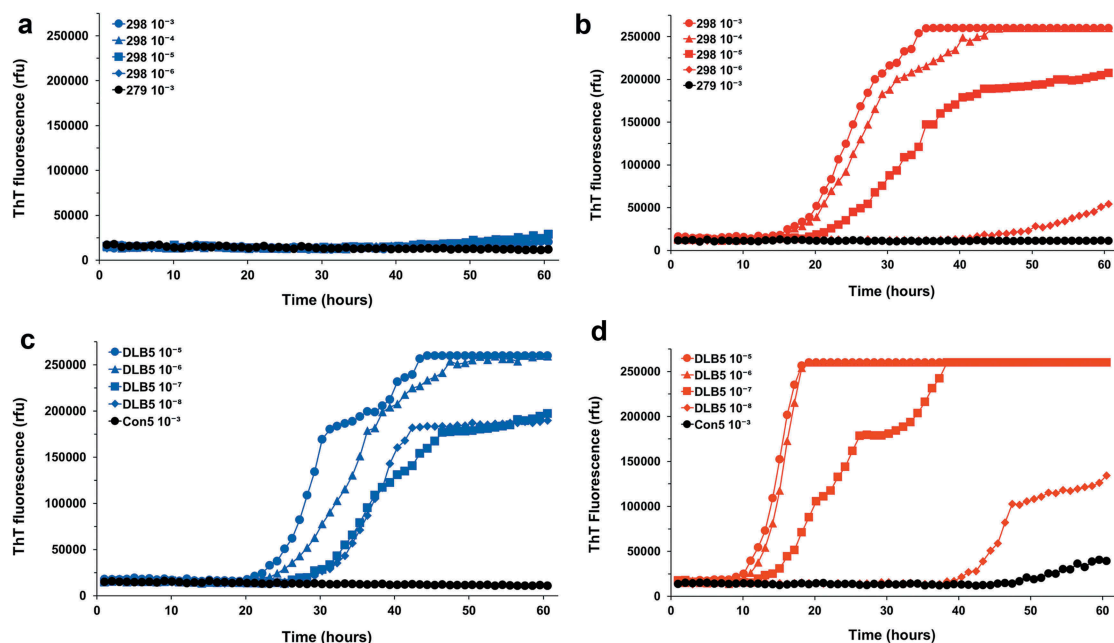 a
298 10⁻³
298 10⁻⁴
298 10⁻⁵
298 10⁻⁶
279 10⁻³
300000
250000
200000
150000
100000
50000
0
ThT fluorescence (rfu)
0 10 20 30 40 50 60
Time (hours)
b
298 10⁻³
298 10⁻⁴
298 10⁻⁵
298 10⁻⁶
279 10⁻³
250000
200000
150000
100000
50000
0
ThT fluorescence (rfu)
0 10 20 30 40 50 60
Time (hours)
c
DLB5 10⁻⁵
DLB5 10⁻⁶
DLB5 10⁻⁷
DLB5 10⁻⁸
Con5 10⁻³
250000
200000
150000
100000
50000
0
ThT fluorescence (rfu)
0 10 20 30 40 50 60
Time (hours)
d
DLB5 10⁻⁵
DLB5 10⁻⁶
DLB5 10⁻⁷
DLB5 10⁻⁸
Con5 10⁻³
300000
250000
200000
150000
100000
50000
0
ThT Fluorescence (rfu)
0 10 20 30 40 50 60
Time (hours)